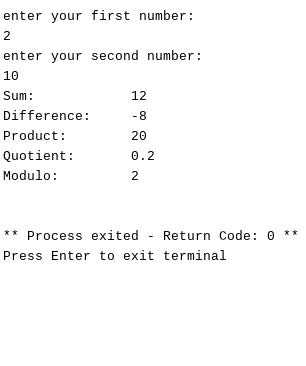 enter your first number:
2
enter your second number:
10
Sum:            12
Difference:     -8
Product:        20
Quotient:       0.2
Modulo:         2
** Process exited - Return Code: 0 **
Press Enter to exit terminal